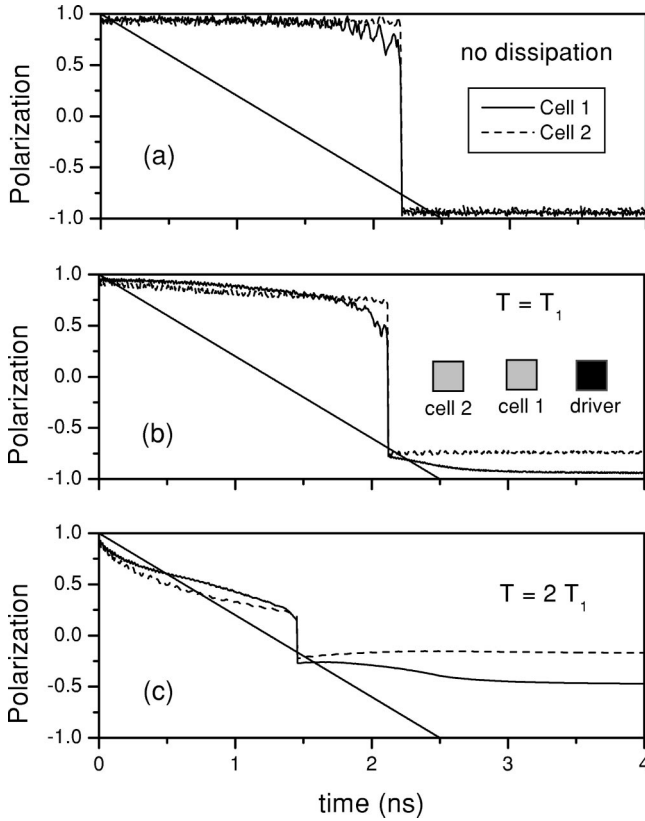 1.0
no dissipation
0.5
Cell 1
Cell 2
0.0
(a)
-0.5
-1.0
Polarization
1.0
T = T1
0.5
0.0
cell 2 cell 1 driver
-0.5
(b)
-1.0
Polarization
1.0
0.5
T = 2 T1
0.0
-0.5
(c)
-1.0
Polarization
0 1 2 3 4
time (ns)